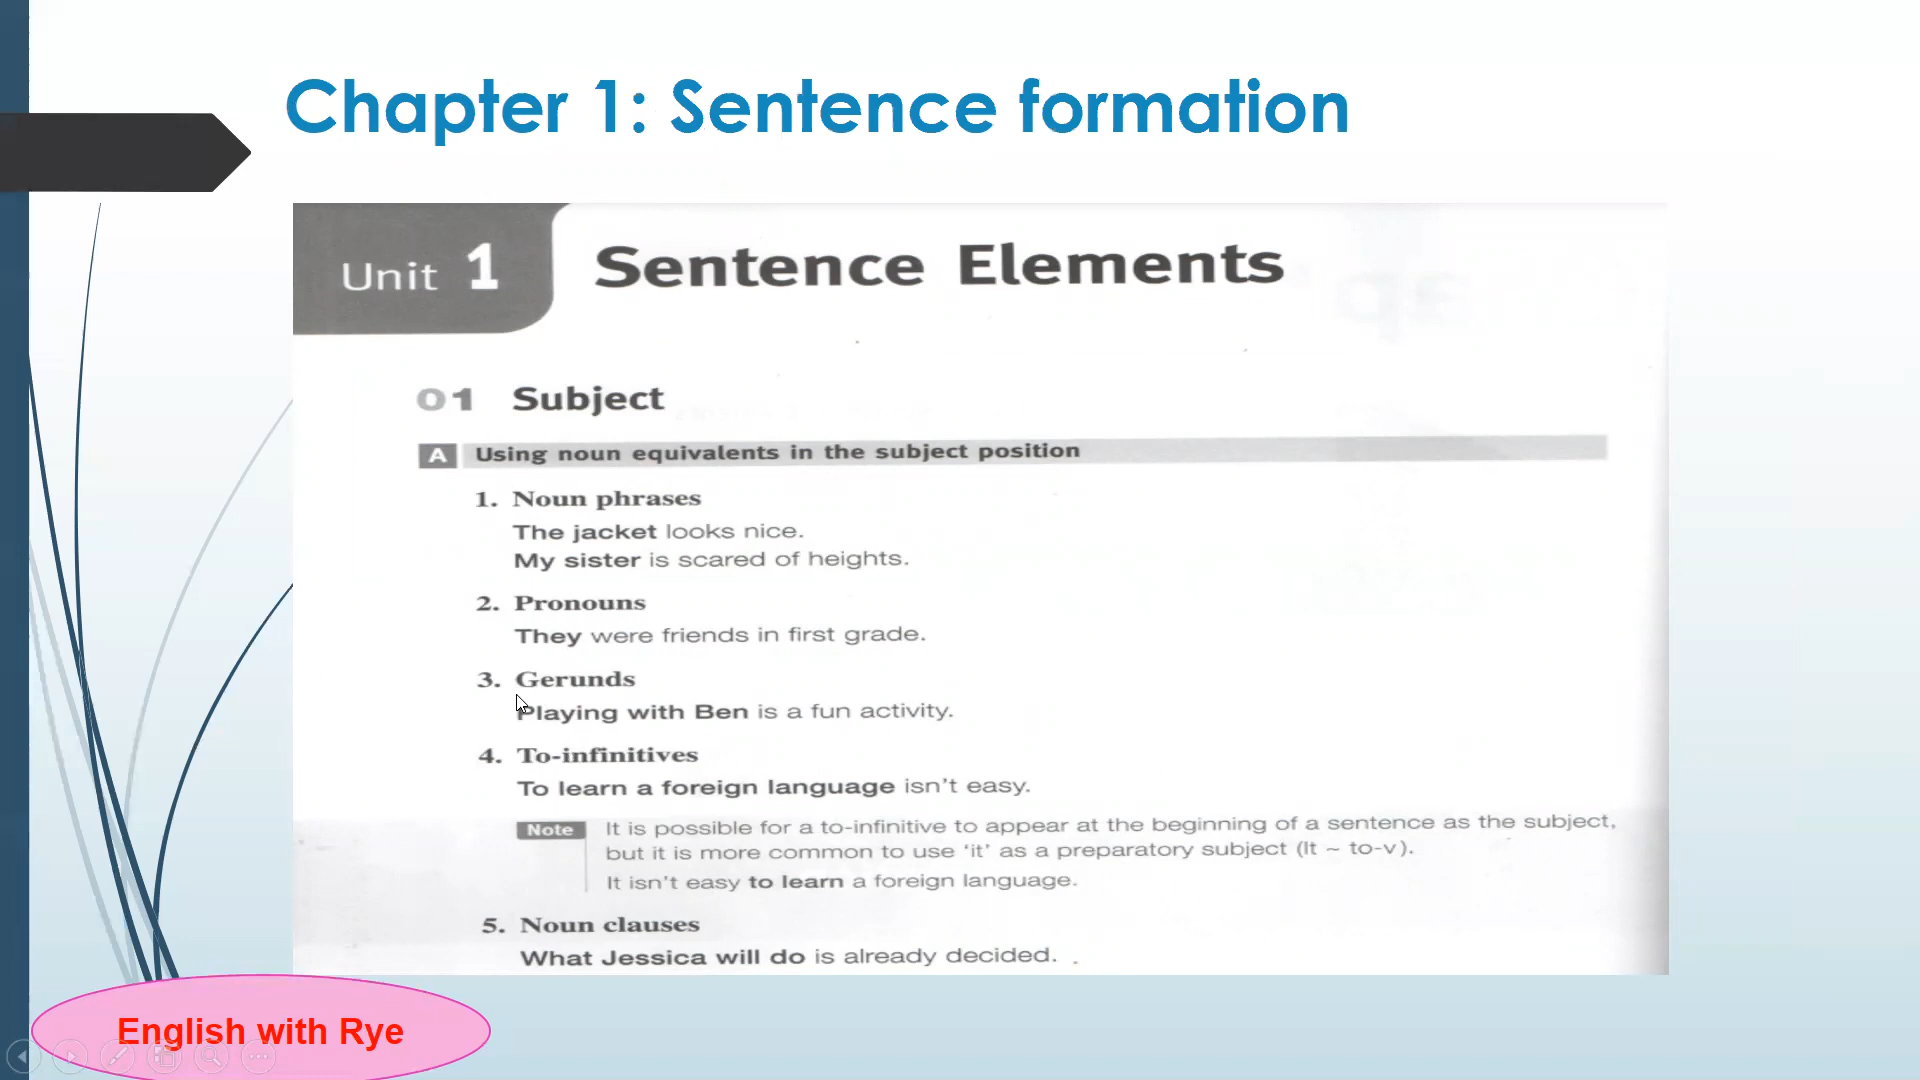 Chapter 1: Sentence formation
Unit 1 Sentence Elements
01 Subject
A Using noun equivalents in the subject position
1. Noun phrases
The jacket looks nice.
My sister is scared of heights.
2. Pronouns
They were friends in first grade.
3. Gerunds
Playing with Ben is a fun activity.
4. To-infinitives
To learn a foreign language isn't easy.
Note It is possible for a to-infinitive to appear at the beginning of a sentence as the subject,
but it is more common to use 'it' as a preparatory subject (It ~ to-v).
It isn't easy to learn a foreign language.
5. Noun clauses
What Jessica will do is already decided.
English with Rye